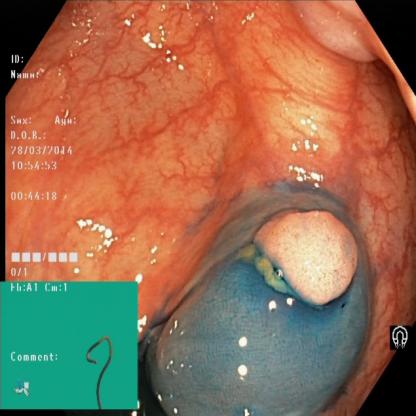 ID:
Name:
Sex: Age:
D.O.B.:
28/03/2014
10:54:53
00:44:18
0/1
Eh:A1 Cm:1
Comment: